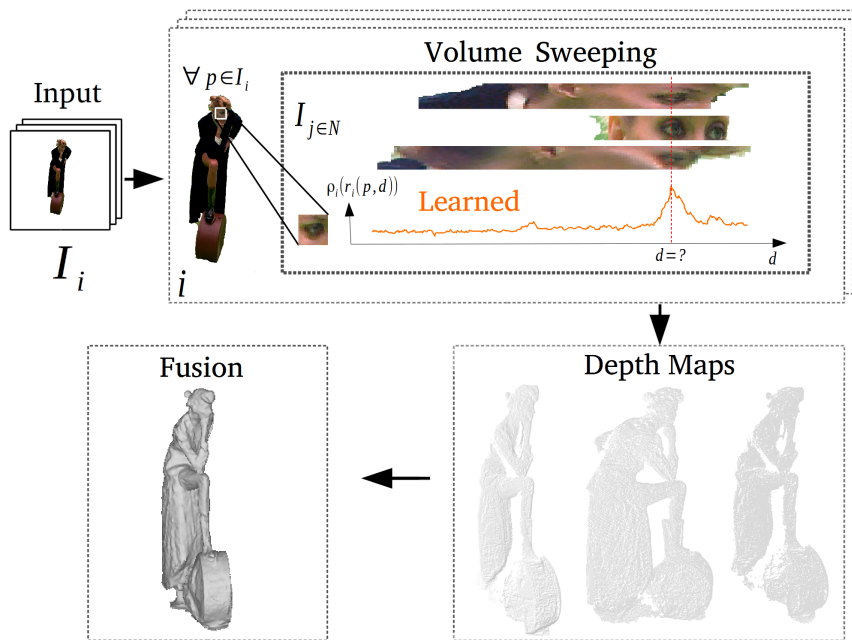 Volume Sweeping
Input
∀ p∈I_i
I_{j∈N}
ρ_i(r_i(p,d))
Learned
I_i
i
d=?
d
Fusion
Depth Maps